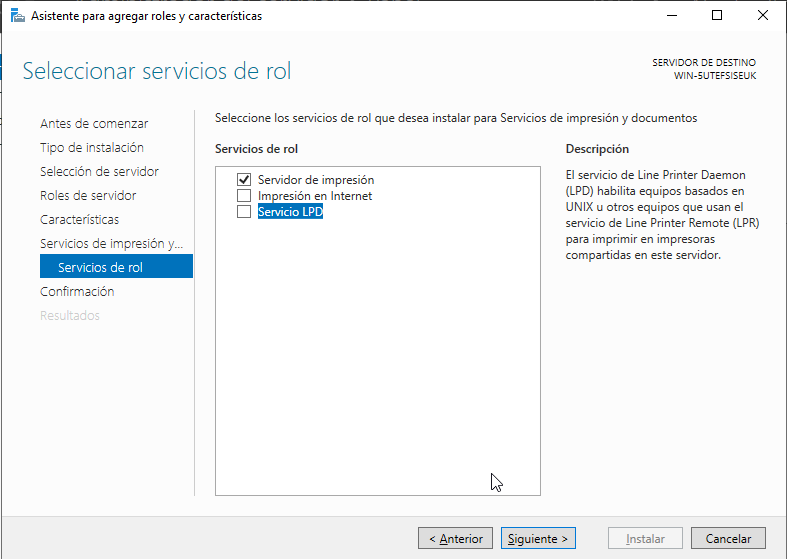 Asistente para agregar roles y características
Seleccionar servicios de rol
SERVIDOR DE DESTINO
WIN-5UTEFSISEUK
Antes de comenzar
Tipo de instalación
Selección de servidor
Roles de servidor
Características
Servicios de impresión y...
Servicios de rol
Confirmación
Resultados
Seleccione los servicios de rol que desea instalar para Servicios de impresión y documentos
Servicios de rol
Servidor de impresión
Impresión en Internet
Servicio LPD
Descripción
El servicio de Line Printer Daemon
(LPD) habilita equipos basados en
UNIX u otros equipos que usan el
servicio de Line Printer Remote (LPR)
para imprimir en impresoras
compartidas en este servidor.
< Anterior
Siguiente >
Instalar
Cancelar